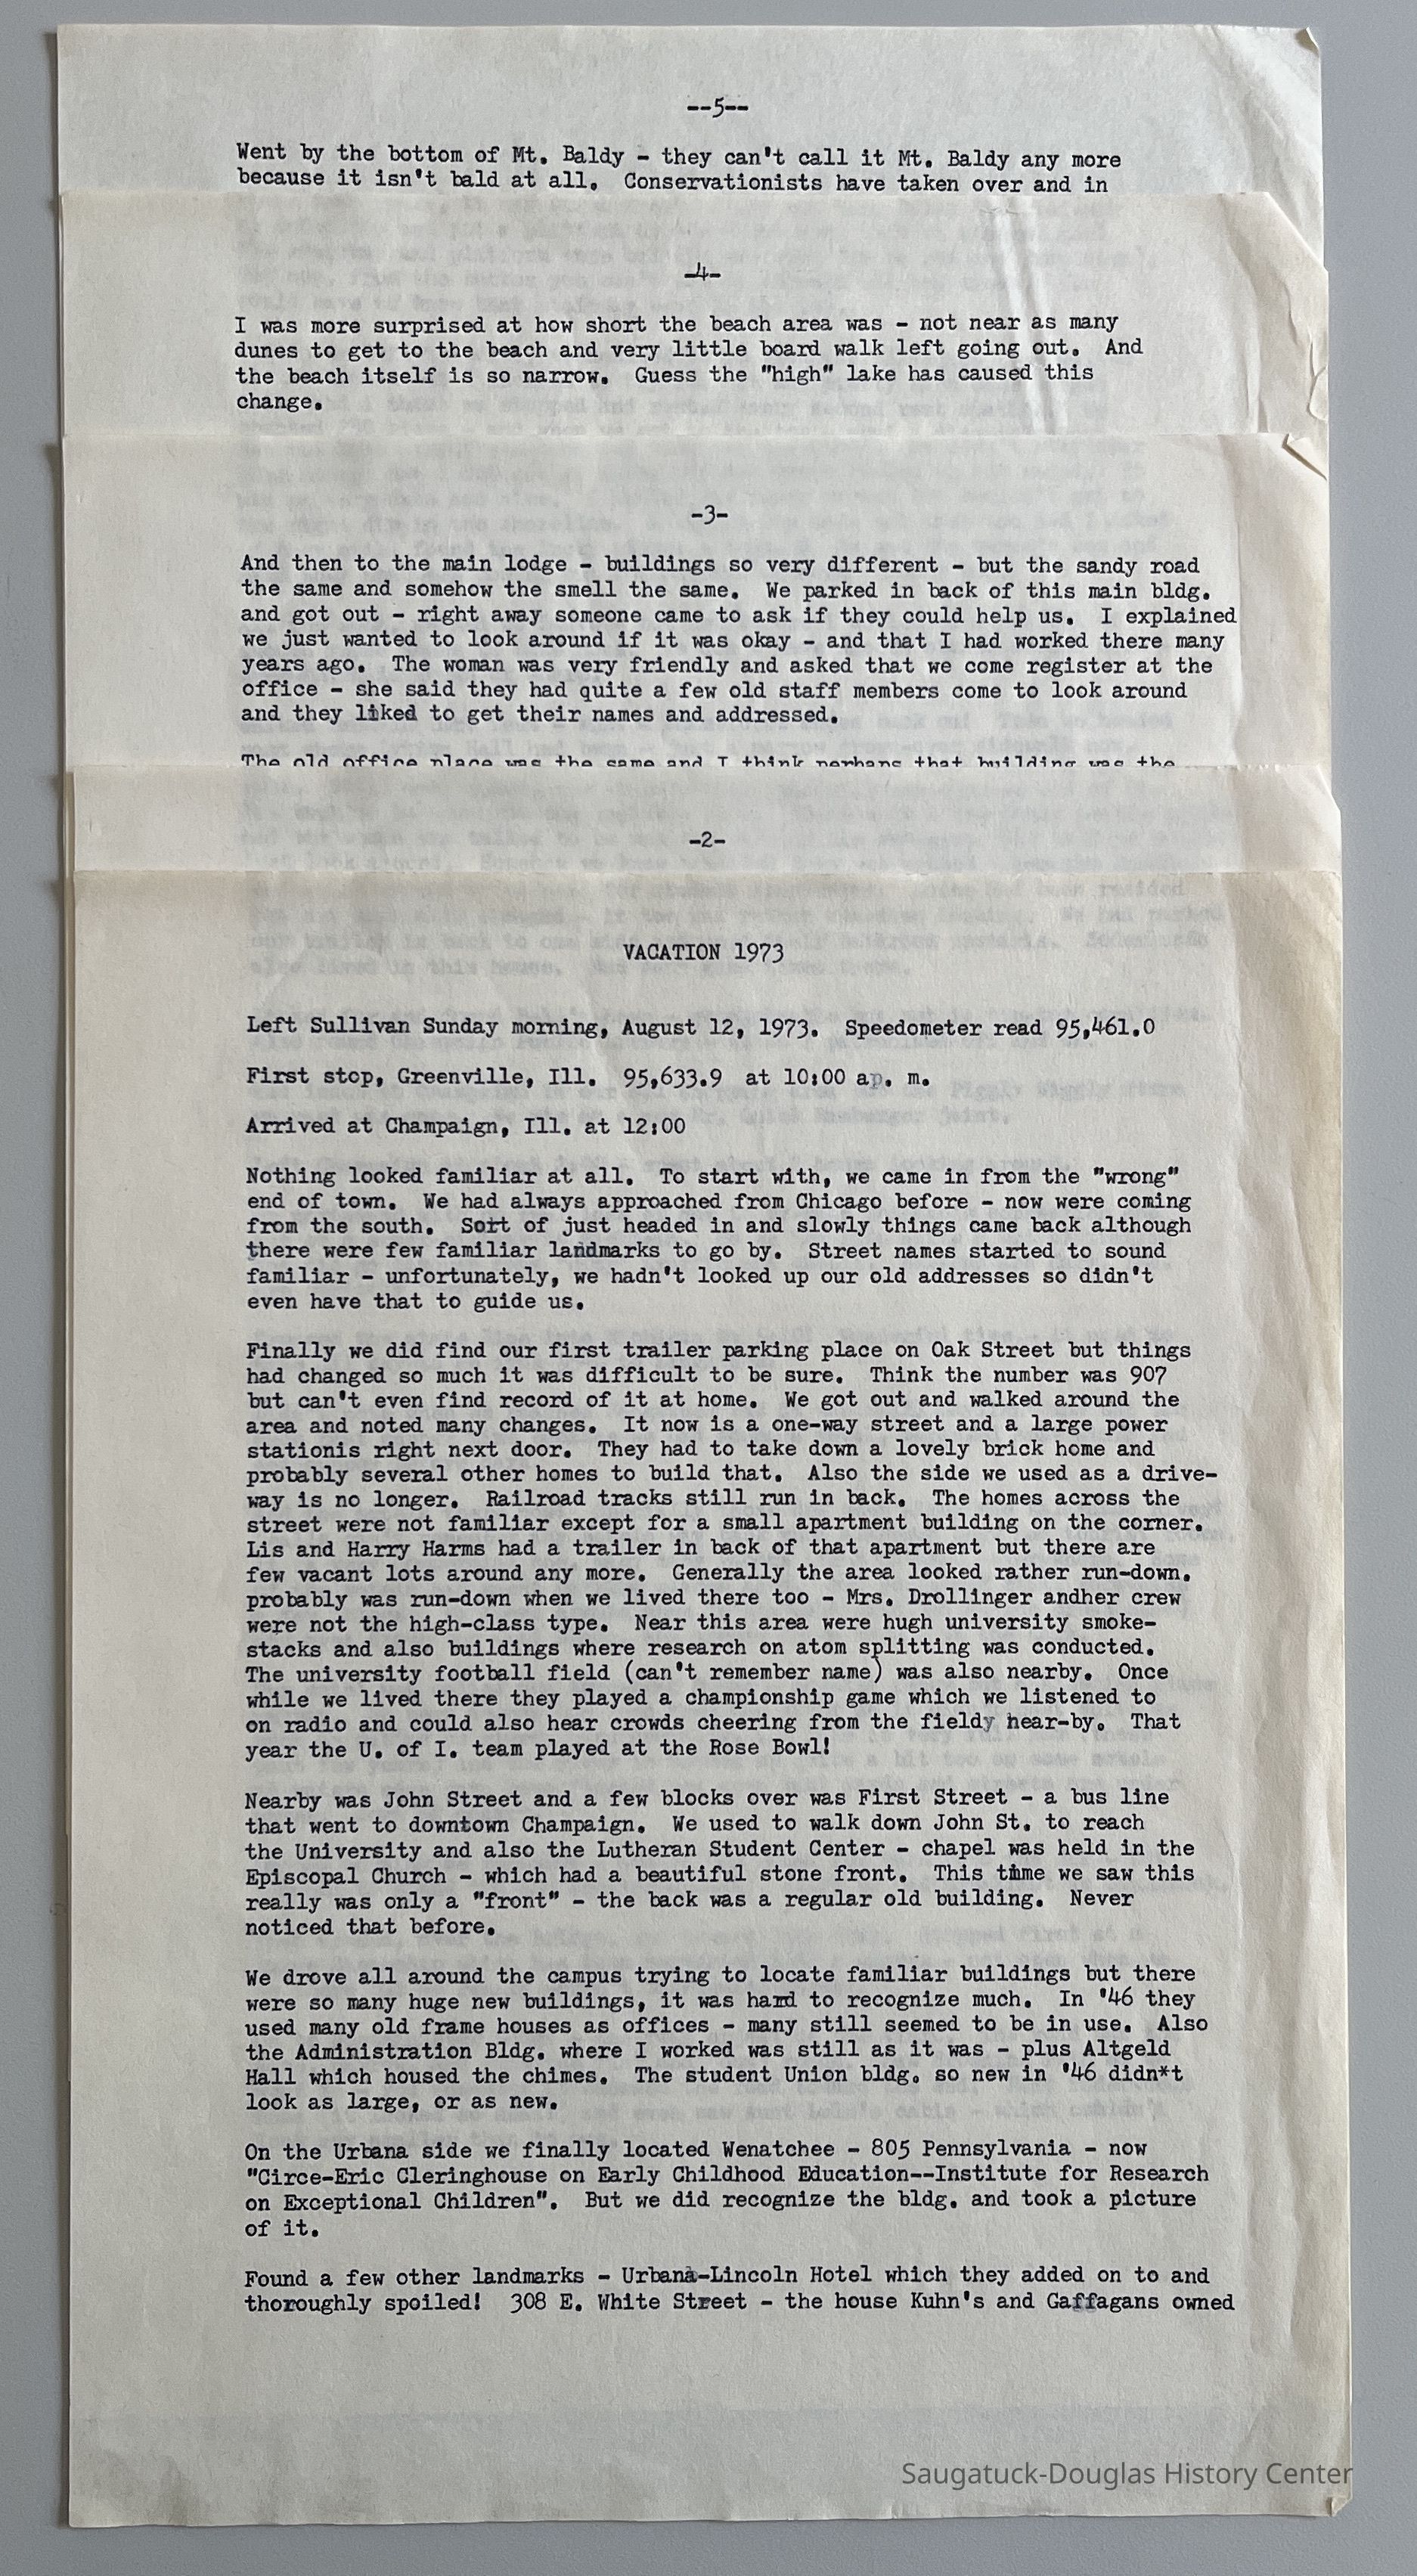 --5--
Went by the bottom of Mt. Baldy - they can't call it Mt. Baldy any more
because it isn't bald at all.  Conservationists have taken over and in
-4-
I was more surprised at how short the beach area was - not near as many
dunes to get to the beach and very little board walk left going out.  And
the beach itself is so narrow.  Guess the "high" lake has caused this
change.
-3-
And then to the main lodge - buildings so very different - but the sandy road
the same and somehow the smell the same.  We parked in back of this main bldg.
and got out - right away someone came to ask if they could help us.  I explained
we just wanted to look around if it was okay - and that I had worked there many
years ago.  The woman was very friendly and asked that we come register at the
office - she said they had quite a few old staff members come to look around
and they liked to get their names and addressed.
The old office place was the same and I think perhaps that building was the
-2-
VACATION 1973
Left Sullivan Sunday morning, August 12, 1973.  Speedometer read 95,461.0
First stop, Greenville, Ill.  95,633.9  at 10:00 ap. m.
Arrived at Champaign, Ill. at 12:00
Nothing looked familiar at all.  To start with, we came in from the "wrong"
end of town.  We had always approached from Chicago before - now were coming
from the south.  Sort of just headed in and slowly things came back although
there were few familiar landmarks to go by.  Street names started to sound
familiar - unfortunately, we hadn't looked up our old addresses so didn't
even have that to guide us.
Finally we did find our first trailer parking place on Oak Street but things
had changed so much it was difficult to be sure.  Think the number was 907
but can't even find record of it at home.  We got out and walked around the
area and noted many changes.  It now is a one-way street and a large power
stationis right next door.  They had to take down a lovely brick home and
probably several other homes to build that.  Also the side we used as a drive-
way is no longer.  Railroad tracks still run in back.  The homes across the
street were not familiar except for a small apartment building on the corner.
Lis and Harry Harms had a trailer in back of that apartment but there are
few vacant lots around any more.  Generally the area looked rather run-down.
probably was run-down when we lived there too - Mrs. Drollinger andher crew
were not the high-class type.  Near this area were hugh university smoke-
stacks and also buildings where research on atom splitting was conducted.
The university football field (can't remember name) was also nearby.  Once
while we lived there they played a championship game which we listened to
on radio and could also hear crowds cheering from the fieldy hear-by.  That
year the U. of I. team played at the Rose Bowl!
Nearby was John Street and a few blocks over was First Street - a bus line
that went to downtown Champaign.  We used to walk down John St. to reach
the University and also the Lutheran Student Center - chapel was held in the
Episcopal Church - which had a beautiful stone front.  This time we saw this
really was only a "front" - the back was a regular old building.  Never
noticed that before.
We drove all around the campus trying to locate familiar buildings but there
were so many huge new buildings, it was hard to recognize much.  In '46 they
used many old frame houses as offices - many still seemed to be in use.  Also
the Administration Bldg. where I worked was still as it was - plus Altgeld
Hall which housed the chimes.  The student Union bldg. so new in '46 didn*t
look as large, or as new.
On the Urbana side we finally located Wenatchee - 805 Pennsylvania - now
"Circe-Eric Cleringhouse on Early Childhood Education--Institute for Research
on Exceptional Children".  But we did recognize the bldg. and took a picture
of it.
Found a few other landmarks - Urbana-Lincoln Hotel which they added on to and
thoroughly spoiled!  308 E. White Street - the house Kuhn's and Gaffagans owned
Saugatuck-Douglas History Center